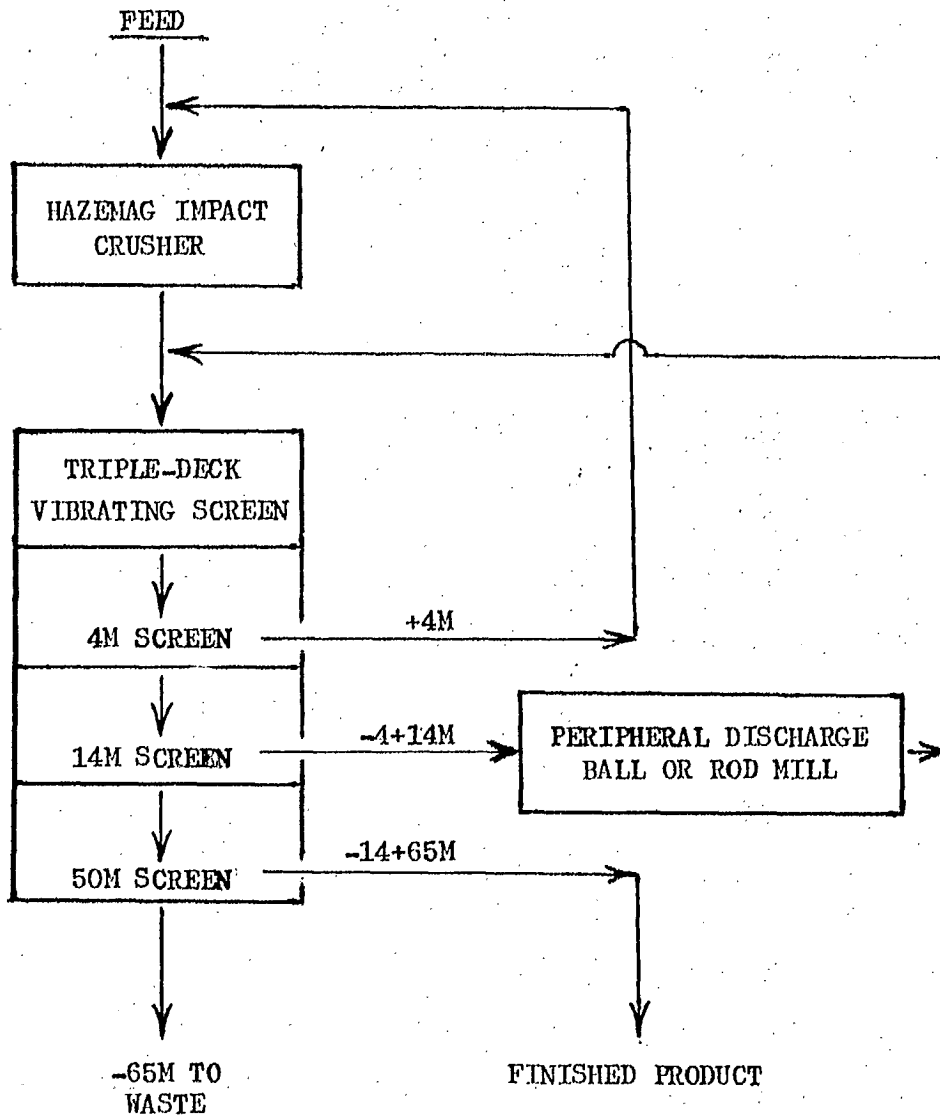 FEED
HAZEMAG IMPACT
CRUSHER
TRIPLE-DECK
VIBRATING SCREEN
4M SCREEN
+4M
14M SCREEN
-4+14M
PERIPHERAL DISCHARGE
BALL OR ROD MILL
50M SCREEN
-14+65M
-65M TO
WASTE
FINISHED PRODUCT